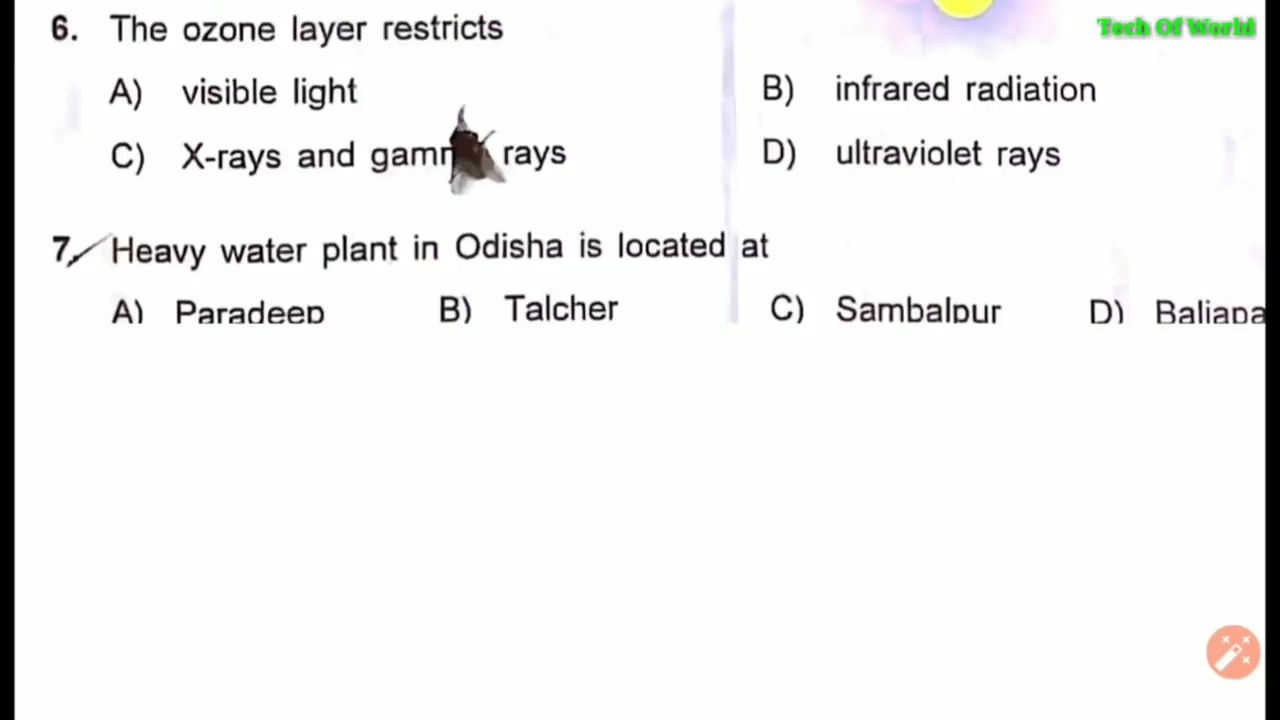 Tech Of World
6. The ozone layer restricts
A) visible light B) infrared radiation
C) X-rays and rays D) ultraviolet rays
7. Heavy water plant in Odisha is located at
A) Paradeep B) Talcher C) Sambalpur D)